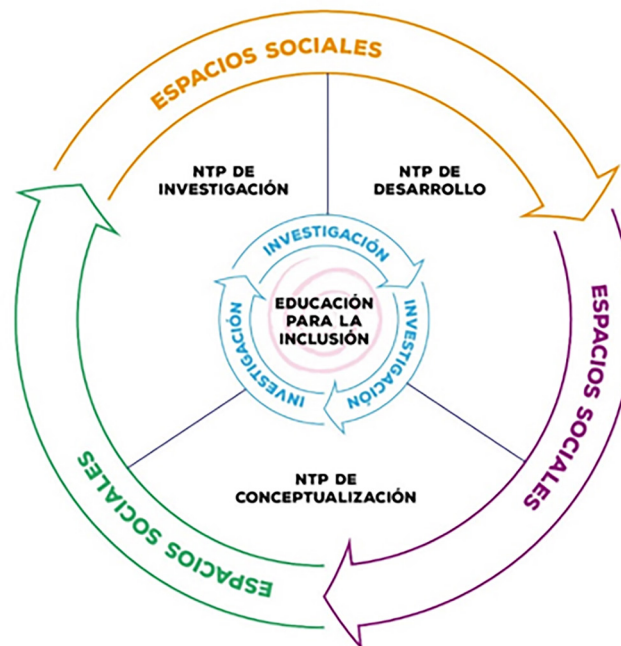 ESPACIOS SOCIALES
NTP DE
INVESTIGACIÓN
NTP DE
DESARROLLO
INVESTIGACIÓN
EDUCACIÓN
PARA LA
INCLUSIÓN
INVESTIGACIÓN
INVESTIGACIÓN
ESPACIOS SOCIALES
NTP DE
CONCEPTUALIZACIÓN
ESPACIOS SOCIALES